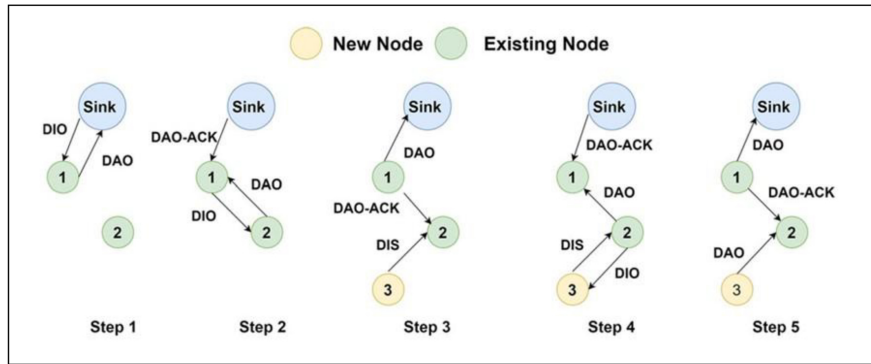 New Node Existing Node
Sink Sink Sink Sink Sink
DIO DAO DAO-ACK DAO DAO-ACK DAO
1 1 1 1 1
DAO DAO-ACK DAO DAO-ACK
DIO DIS DIS DIO DAO
2 2 2 2 2
3 3 3
Step 1 Step 2 Step 3 Step 4 Step 5